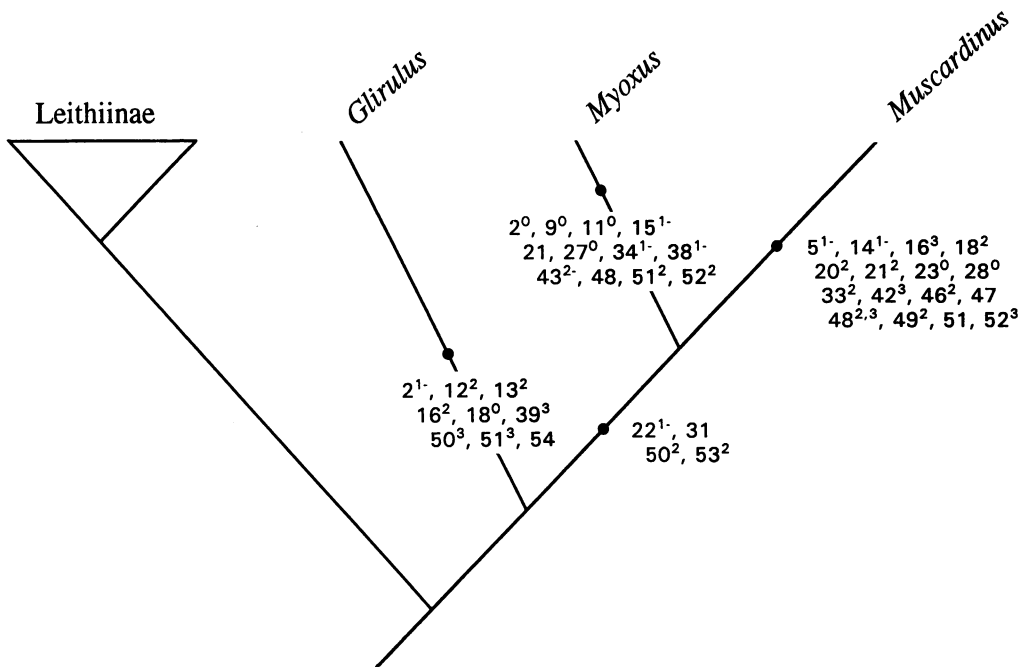 Leithiinae
Glirulus
Myoxus
Muscardinus
2⁰, 9⁰, 11⁰, 15¹⁻
21, 27⁰, 34¹⁻, 38¹⁻
43²⁻, 48, 51², 52²
5¹⁻, 14¹⁻, 16³, 18²
20², 21², 23⁰, 28⁰
33², 42³, 46², 47
48²,³, 49², 51, 52³
2¹⁻, 12², 13²
16², 18⁰, 39³
50³, 51³, 54
22¹⁻, 31
50², 53²